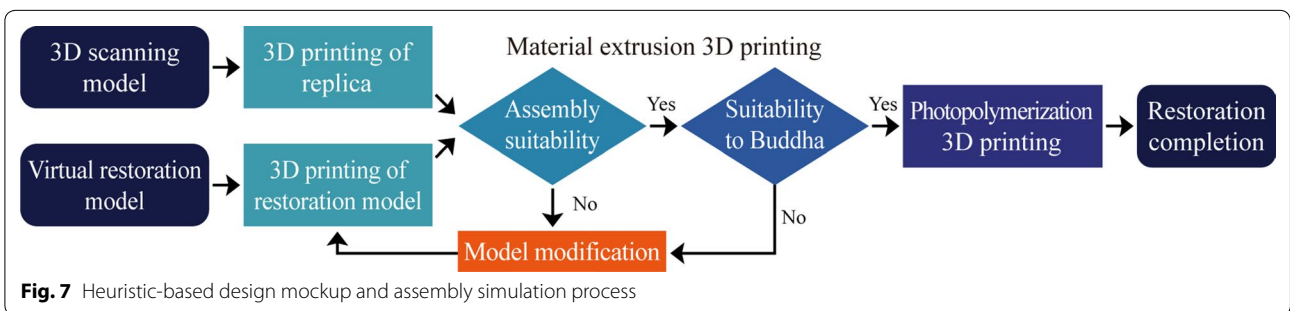 Material extrusion 3D printing
3D scanning
model
3D printing of
replica
Virtual restoration
model
3D printing of
restoration model
Assembly
suitability
Yes
No
Suitability
to Buddha
Yes
No
Photopolymerization
3D printing
Restoration
completion
Model modification
Fig. 7 Heuristic-based design mockup and assembly simulation process